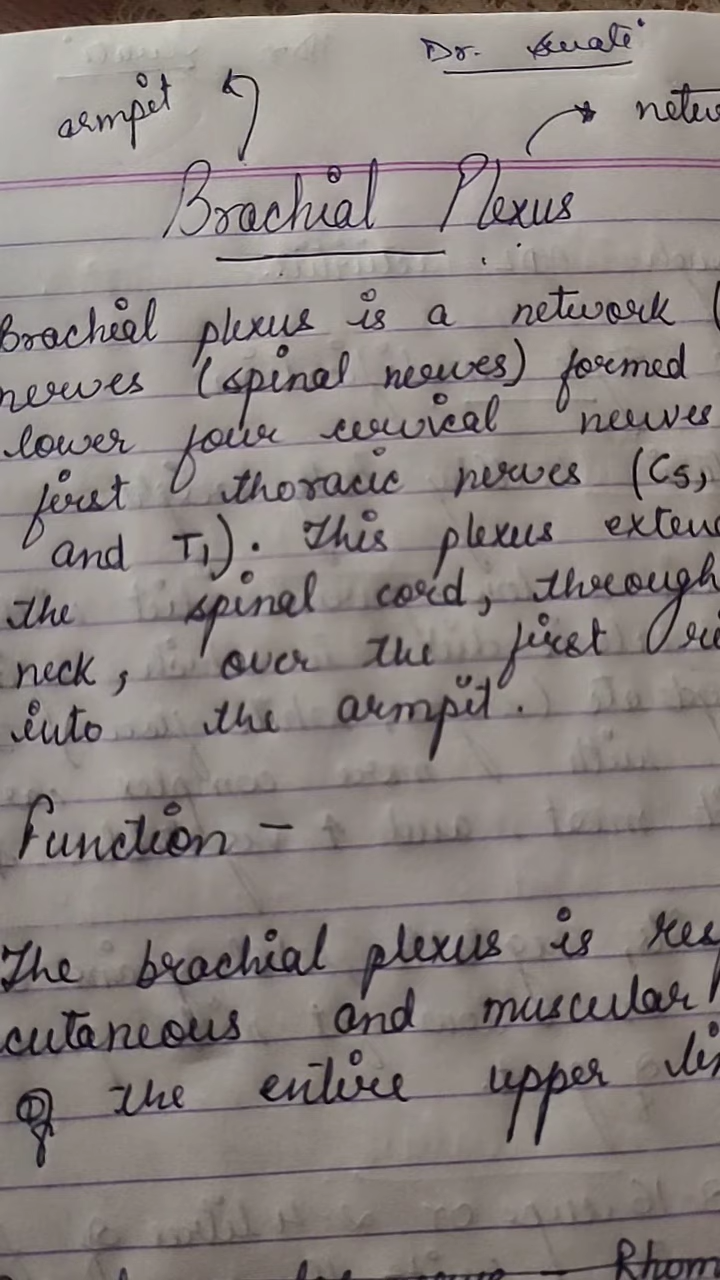 Dr. Swati
armpit
Brachial Plexus
Brachial plexus is a network (
nerves (spinal nerves) formed
lower four cervical nerves
first thoracic nerves (C5,
and T1). This plexus exten
the spinal cord, through
neck, over the first ri
into the armpit.
Function -
The brachial plexus is res
cutaneous and muscular
of the entire upper li
- Rhom